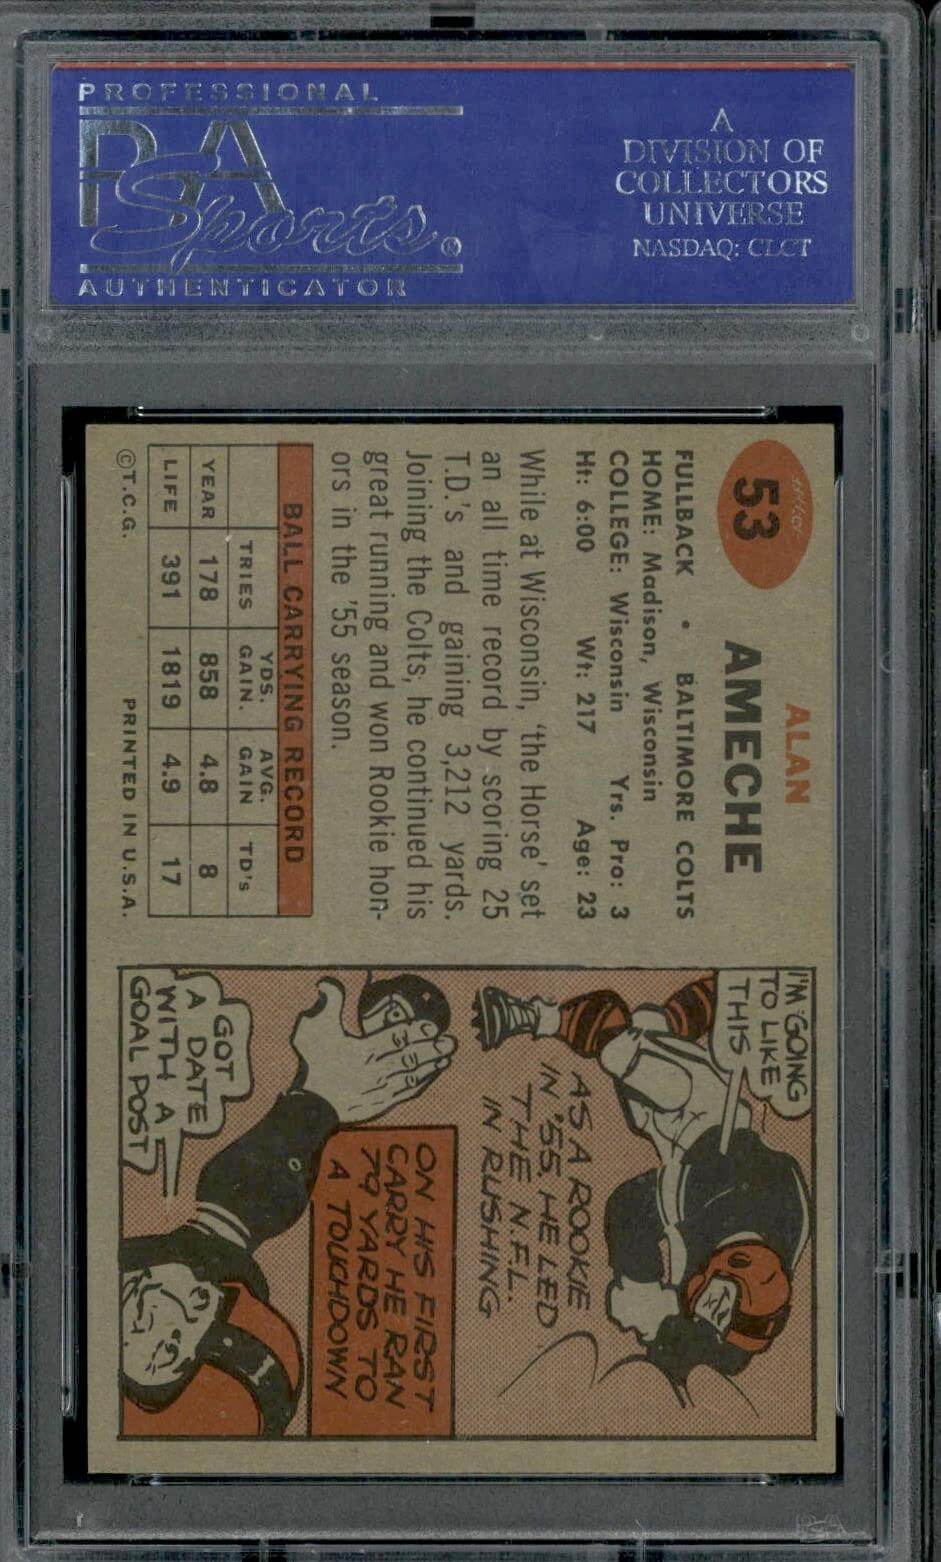 PROFESSIONAL
PSA
Sports®
AUTHENTICATOR
A
DIVISION OF
COLLECTORS
UNIVERSE
NASDAQ: CLCT
53
ALAN
AMECHE
FULLBACK • BALTIMORE COLTS
HOME: Madison, Wisconsin
COLLEGE: Wisconsin Yrs. Pro: 3
Ht: 6:00 Wt: 217 Age: 23
While at Wisconsin, 'the Horse' set
an all time record by scoring 25
T.D.'s and gaining 3,212 yards.
Joining the Colts, he continued his
great running and won Rookie hon-
ors in the '55 season.
BALL CARRYING RECORD
TRIES YDS. GAIN. AVG. GAIN TD's
YEAR 178 858 4.8 8
LIFE 391 1819 4.9 17
©T.C.G. PRINTED IN U.S.A.
I'M GOING
TO LIKE
THIS
AS A ROOKIE
IN '55, HE LED
THE N.F.L.
IN RUSHING
ON HIS FIRST
CARRY HE RAN
79 YARDS TO
A TOUCHDOWN
GOT
A DATE
WITH A
GOAL POST